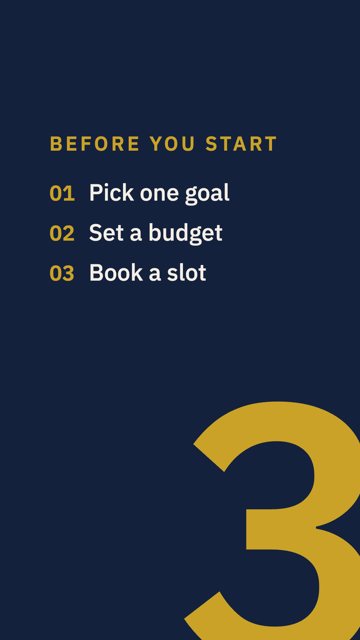 BEFORE YOU START
01 Pick one goal
02 Set a budget
03 Book a slot
3